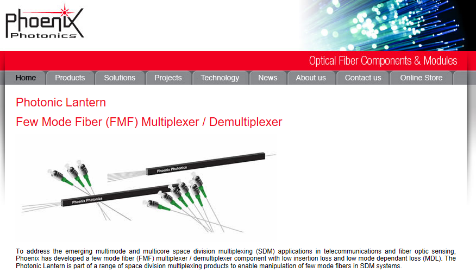 PHOENIX
PHOTONICS
Optical Fiber Components & Modules
Home Products Solutions Projects Technology News About us Contact us Online Store
Photonic Lantern
Few Mode Fiber (FMF) Multiplexer / Demultiplexer
Phoenix Photonics
Phoenix Photonics
To address the emerging multimode and multicore space division multiplexing (SDM) applications in telecommunications and fiber optic sensing,
Phoenix has developed a few mode fiber (FMF) multiplexer / demultiplexer component with low insertion loss and low mode dependant loss (MDL).
The Photonic Lantern is part of a range of space division multiplexing products to enable manipulation of few mode fibers in SDM systems.